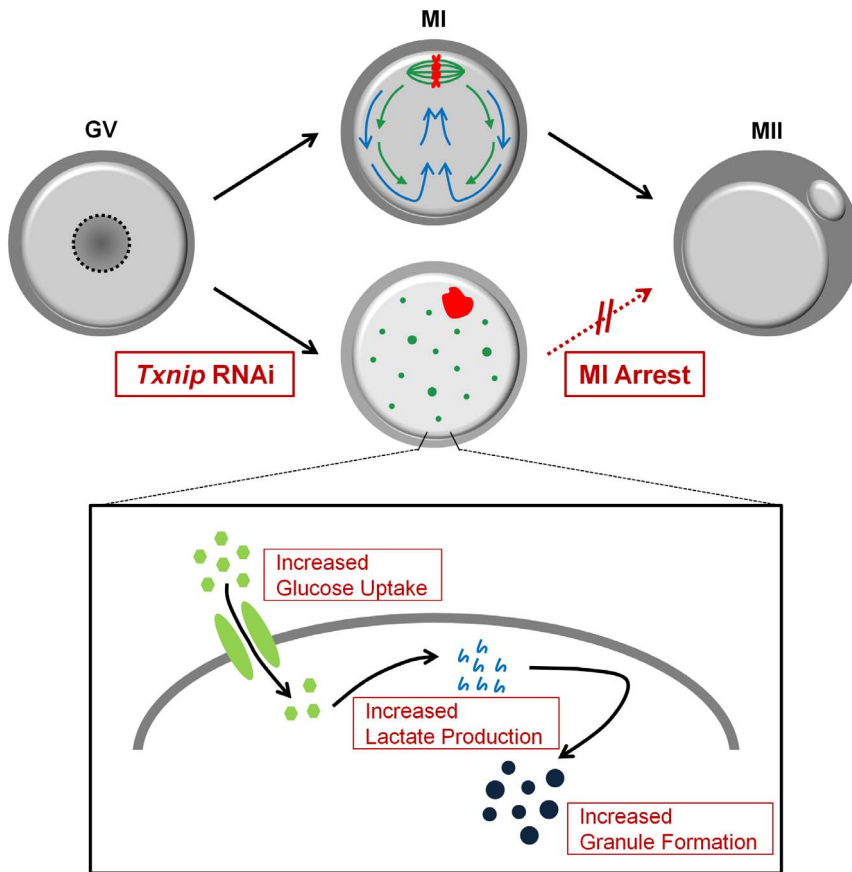 MI
GV
MII
Txnip RNAi
MI Arrest
Increased
Glucose Uptake
Increased
Lactate Production
Increased
Granule Formation